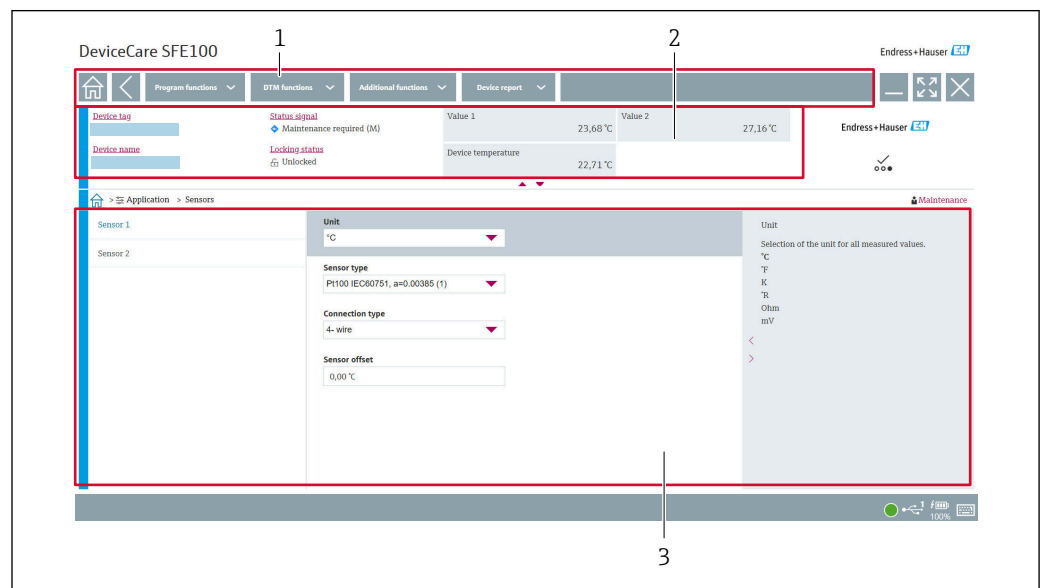 1
2
DeviceCare SFE100
Endress+Hauser EH
Program functions
DTM functions
Additional functions
Device report
Device tag
Status signal
Maintenance required (M)
Value 1
23,68 °C
Value 2
27,16 °C
Endress+Hauser EH
Device name
Locking status
Unlocked
Device temperature
22,71 °C
> Application > Sensors
Maintenance
Sensor 1
Sensor 2
Unit
°C
Sensor type
Pt100 IEC60751, a=0.00385 (1)
Connection type
4- wire
Sensor offset
0,00 °C
Unit
Selection of the unit for all measured values.
°C
°F
K
°R
Ohm
mV
<
>
1
100%
3